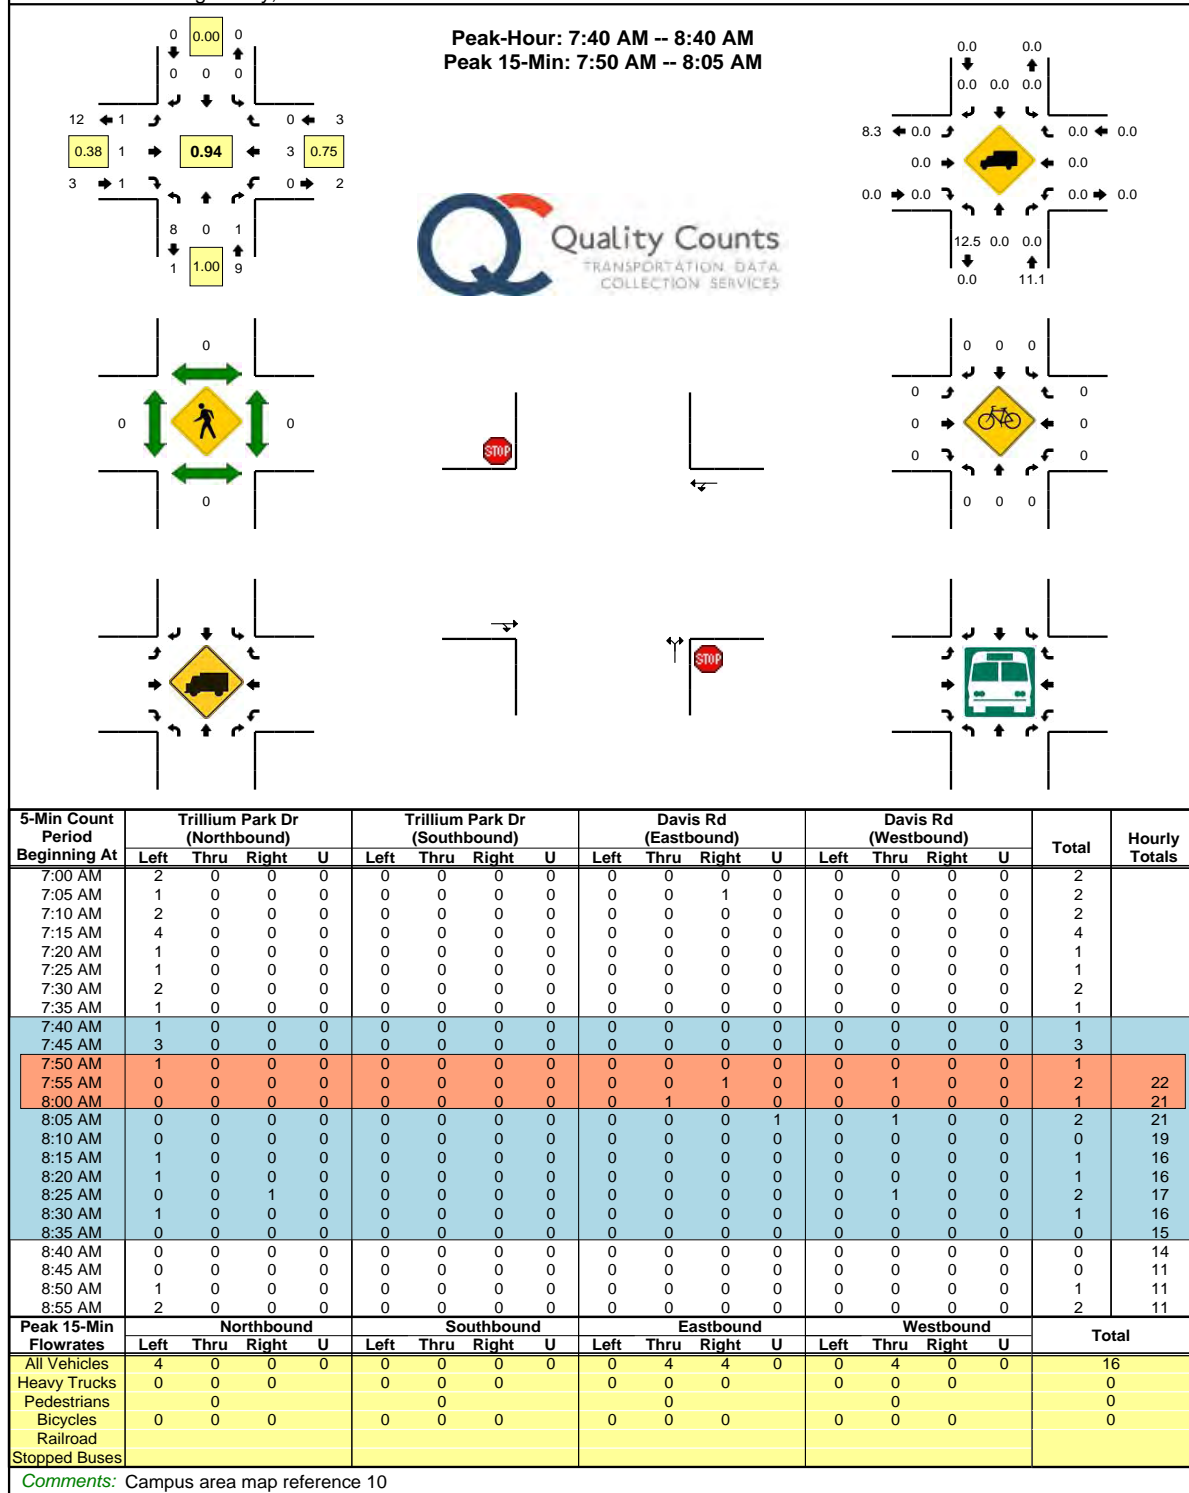 0 0.00 0
Peak-Hour: 7:40 AM -- 8:40 AM
Peak 15-Min: 7:50 AM -- 8:05 AM
0 0 0
12 1 0 3
0.38 1 0.94 3 0.75
3 1 0 2
8 0 1
1 1.00 9
0.0 0.0
0.0 0.0 0.0
8.3 0.0 0.0 0.0
0.0 0.0
0.0 0.0 0.0 0.0
12.5 0.0 0.0
0.0 11.1
Quality Counts
TRANSPORTATION DATA
COLLECTION SERVICES
0
0 0
0
STOP
0 0 0
0 0
0 0
0 0
0 0 0
STOP
5-Min Count Period Beginning At Trillium Park Dr (Northbound) Trillium Park Dr (Southbound) Davis Rd (Eastbound) Davis Rd (Westbound) Total Hourly Totals
Left Thru Right U Left Thru Right U Left Thru Right U Left Thru Right U
7:00 AM 2 0 0 0 0 0 0 0 0 0 0 0 0 0 0 0 2
7:05 AM 1 0 0 0 0 0 0 0 0 0 1 0 0 0 0 0 2
7:10 AM 2 0 0 0 0 0 0 0 0 0 0 0 0 0 0 0 2
7:15 AM 4 0 0 0 0 0 0 0 0 0 0 0 0 0 0 0 4
7:20 AM 1 0 0 0 0 0 0 0 0 0 0 0 0 0 0 0 1
7:25 AM 1 0 0 0 0 0 0 0 0 0 0 0 0 0 0 0 1
7:30 AM 2 0 0 0 0 0 0 0 0 0 0 0 0 0 0 0 2
7:35 AM 1 0 0 0 0 0 0 0 0 0 0 0 0 0 0 0 1
7:40 AM 1 0 0 0 0 0 0 0 0 0 0 0 0 0 0 0 1
7:45 AM 3 0 0 0 0 0 0 0 0 0 0 0 0 0 0 0 3
7:50 AM 1 0 0 0 0 0 0 0 0 0 0 0 0 0 0 0 1
7:55 AM 0 0 0 0 0 0 0 0 0 0 1 0 0 1 0 0 2 22
8:00 AM 0 0 0 0 0 0 0 0 0 1 0 0 0 0 0 0 1 21
8:05 AM 0 0 0 0 0 0 0 0 0 0 0 1 0 1 0 0 2 21
8:10 AM 0 0 0 0 0 0 0 0 0 0 0 0 0 0 0 0 0 19
8:15 AM 1 0 0 0 0 0 0 0 0 0 0 0 0 0 0 0 1 16
8:20 AM 1 0 0 0 0 0 0 0 0 0 0 0 0 0 0 0 1 16
8:25 AM 0 0 1 0 0 0 0 0 0 0 0 0 0 1 0 0 2 17
8:30 AM 1 0 0 0 0 0 0 0 0 0 0 0 0 0 0 0 1 16
8:35 AM 0 0 0 0 0 0 0 0 0 0 0 0 0 0 0 0 0 15
8:40 AM 0 0 0 0 0 0 0 0 0 0 0 0 0 0 0 0 0 14
8:45 AM 0 0 0 0 0 0 0 0 0 0 0 0 0 0 0 0 0 11
8:50 AM 1 0 0 0 0 0 0 0 0 0 0 0 0 0 0 0 1 11
8:55 AM 2 0 0 0 0 0 0 0 0 0 0 0 0 0 0 0 2 11
Peak 15-Min Flowrates Northbound Southbound Eastbound Westbound Total
Left Thru Right U Left Thru Right U Left Thru Right U Left Thru Right U
All Vehicles 4 0 0 0 0 0 0 0 0 4 4 0 0 4 0 0 16
Heavy Trucks 0 0 0 0 0 0 0 0 0 0 0 0 0
Pedestrians 0 0 0 0 0
Bicycles 0 0 0 0 0 0 0 0 0 0 0 0 0
Railroad
Stopped Buses
Comments: Campus area map reference 10